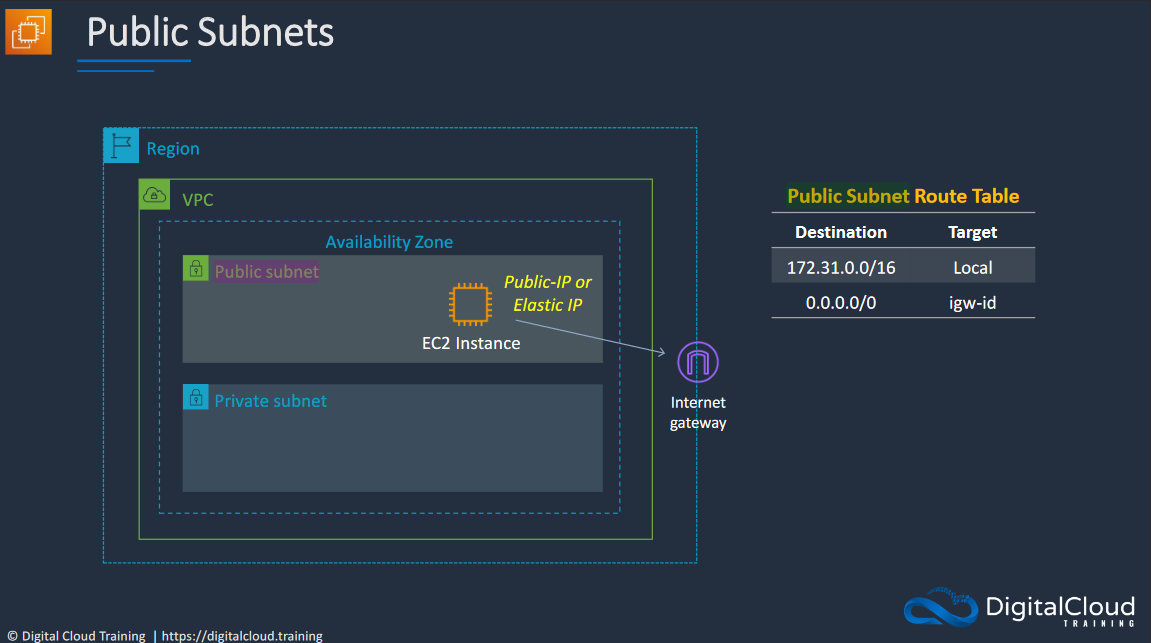 Public Subnets
Region
VPC
Availability Zone
Public subnet
Public-IP or
Elastic IP
EC2 Instance
Private subnet
Internet
gateway
Public Subnet Route Table
Destination Target
172.31.0.0/16 Local
0.0.0.0/0 igw-id
DigitalCloud
TRAINING
© Digital Cloud Training | https://digitalcloud.training